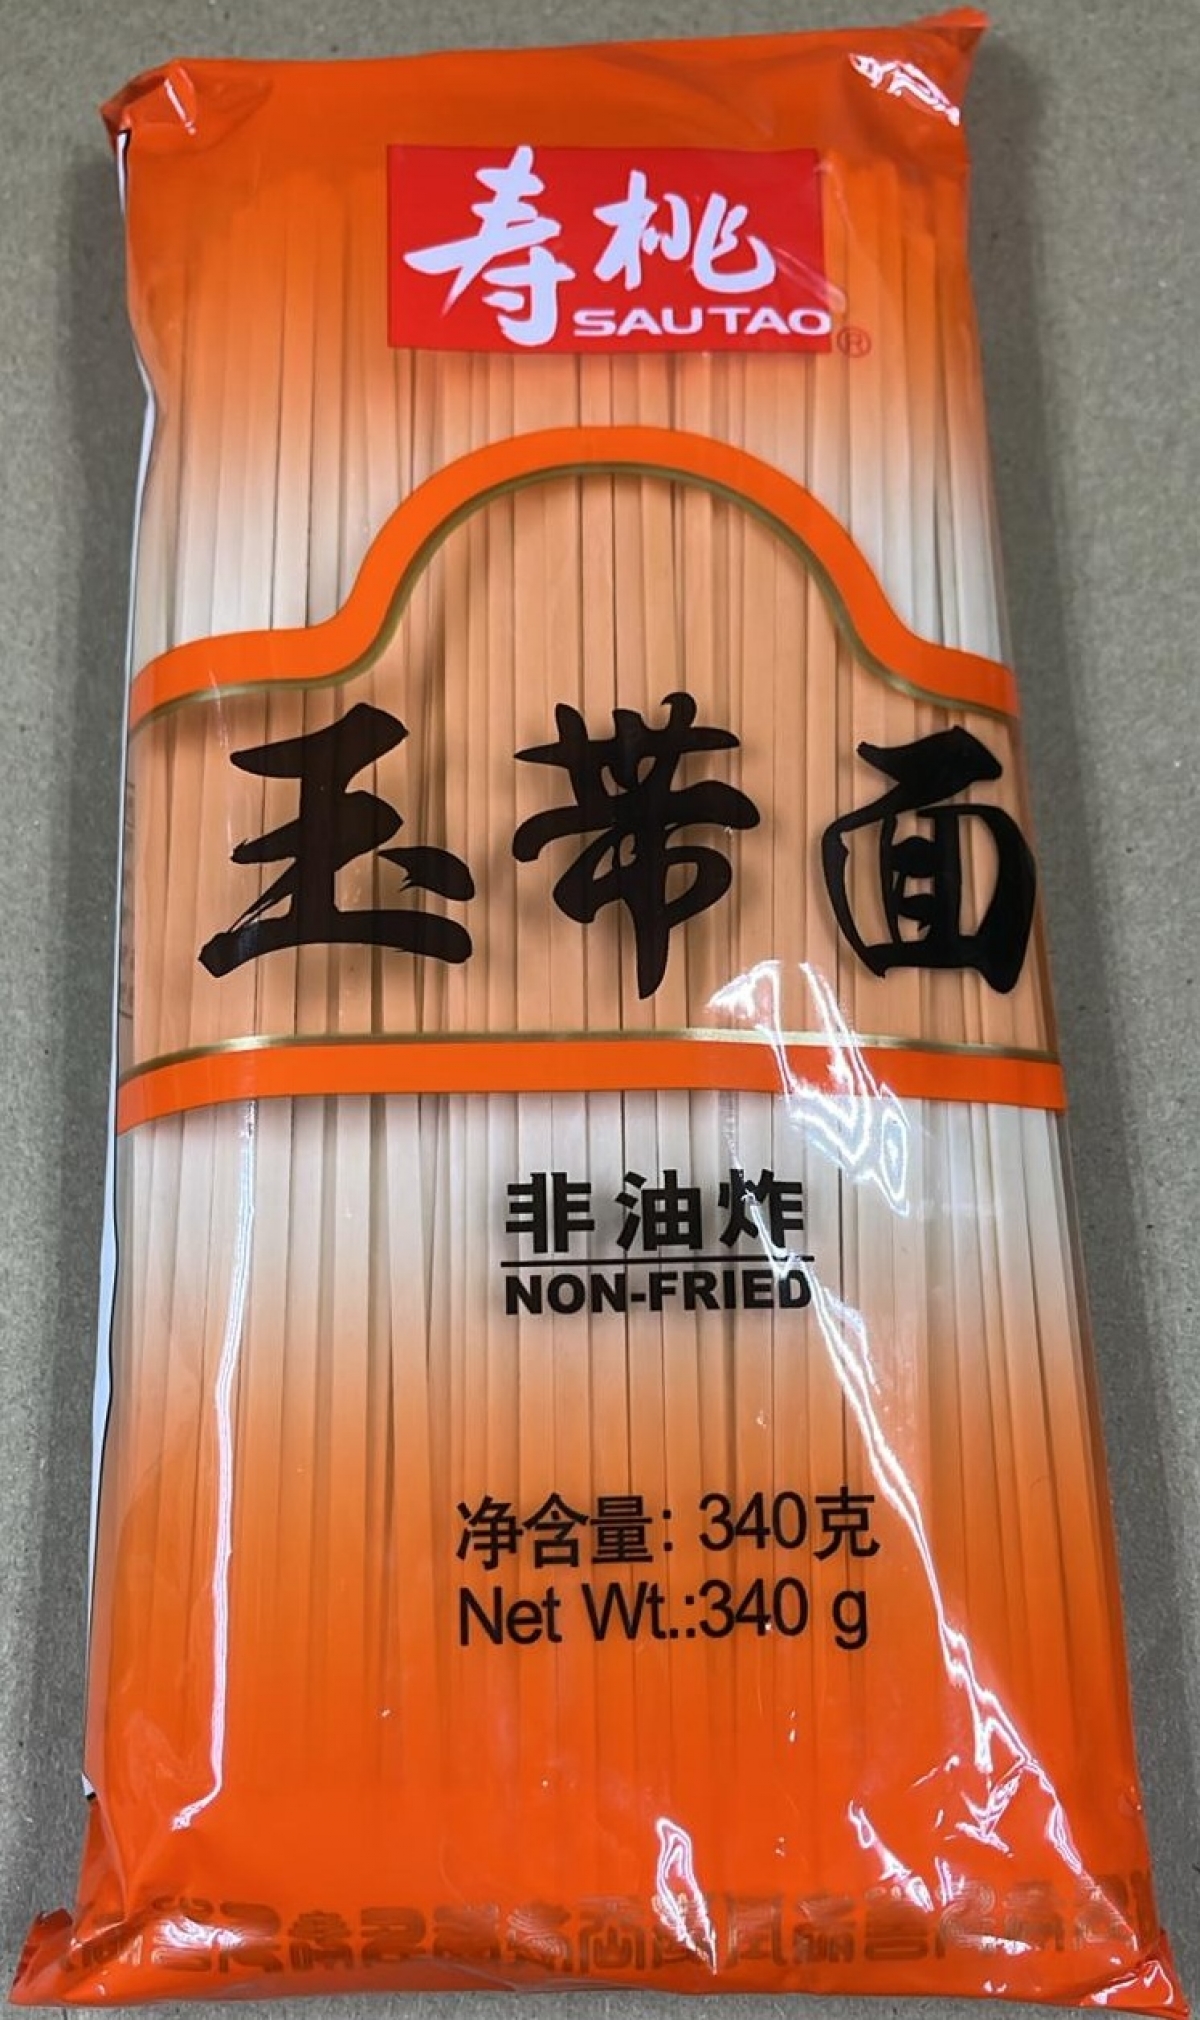 寿桃
SAU TAO®
玉带面
非油炸
NON-FRIED
净含量: 340克
Net Wt.:340 g